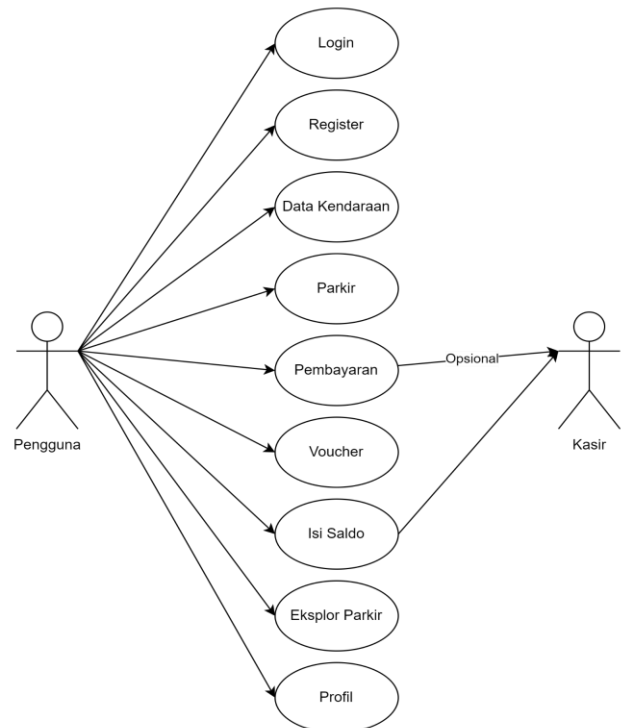 Login
Register
Data Kendaraan
Parkir
Pembayaran
Opsional
Pengguna
Kasir
Voucher
Isi Saldo
Eksplor Parkir
Profil